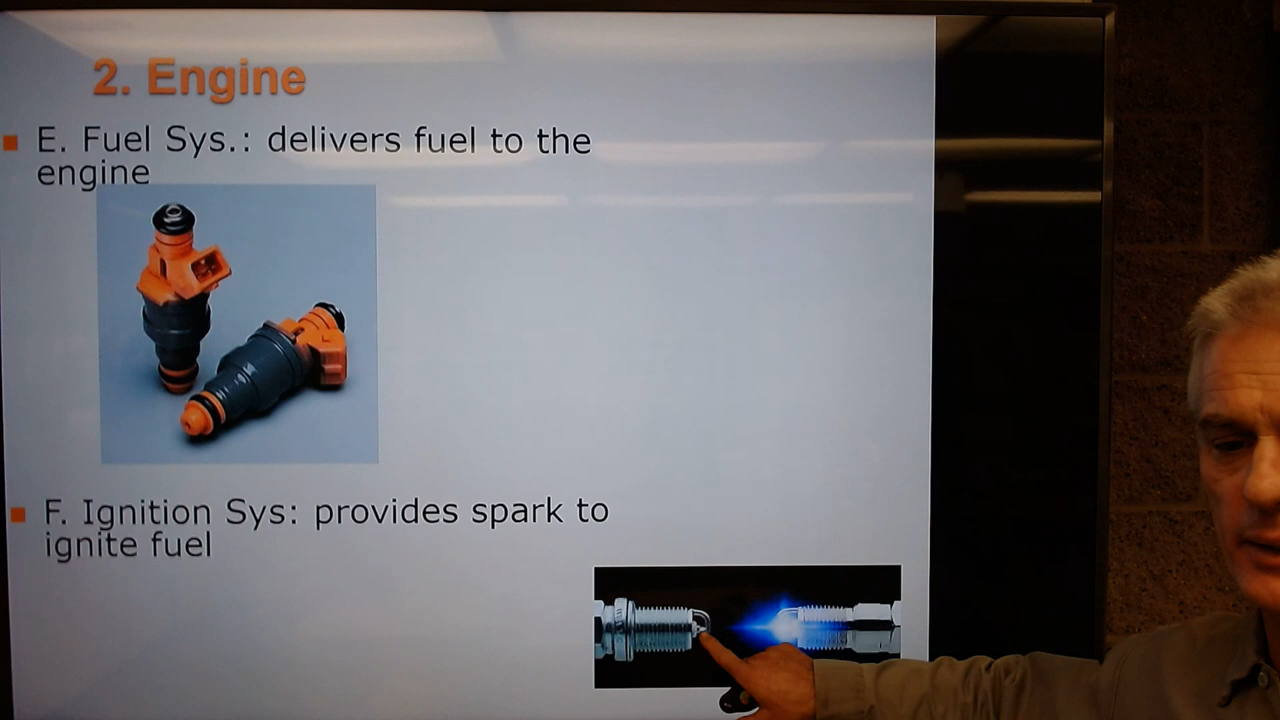 2. Engine
E. Fuel Sys.: delivers fuel to the
engine
F. Ignition Sys: provides spark to
ignite fuel